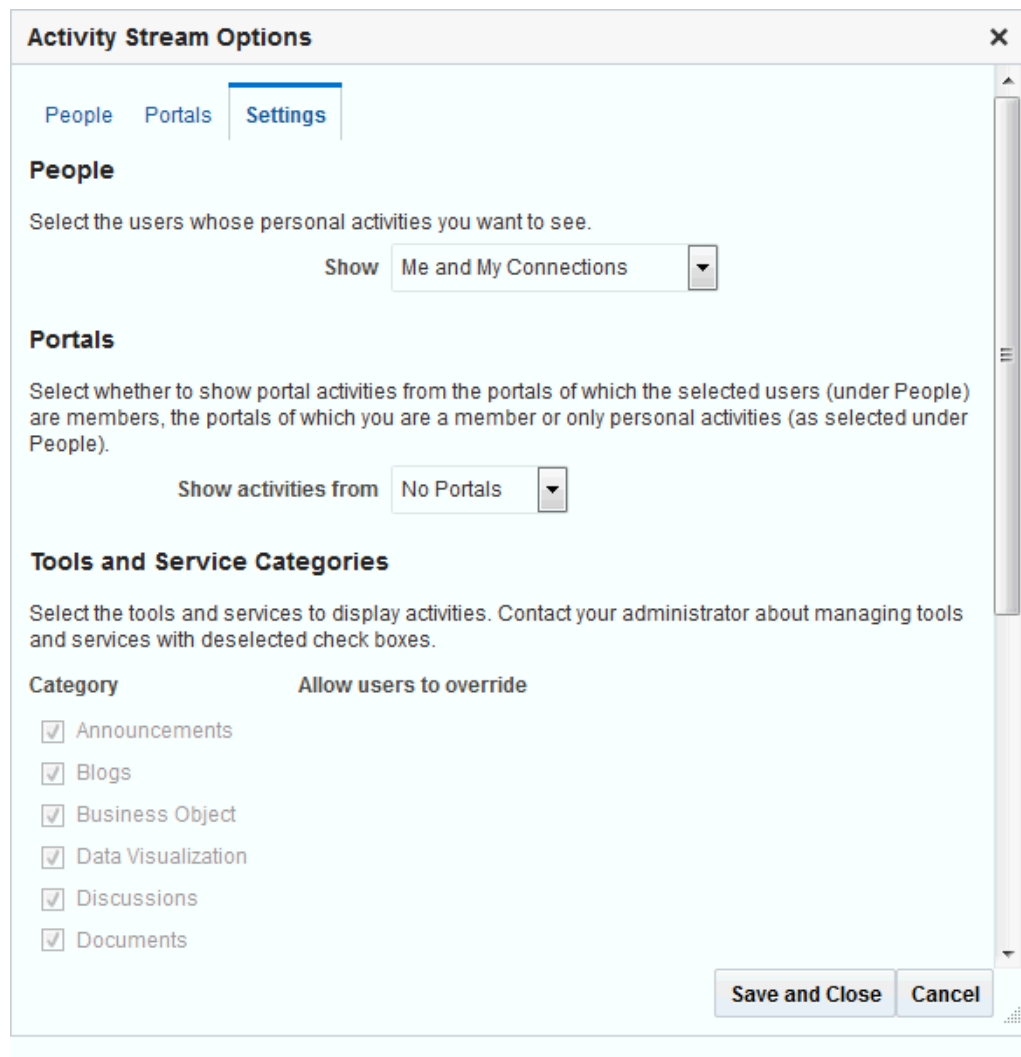 Activity Stream Options
People Portals Settings
People
Select the users whose personal activities you want to see.
Show Me and My Connections
Portals
Select whether to show portal activities from the portals of which the selected users (under People)
are members, the portals of which you are a member or only personal activities (as selected under
People).
Show activities from No Portals
Tools and Service Categories
Select the tools and services to display activities. Contact your administrator about managing tools
and services with deselected check boxes.
Category Allow users to override
Announcements
Blogs
Business Object
Data Visualization
Discussions
Documents
Save and Close Cancel